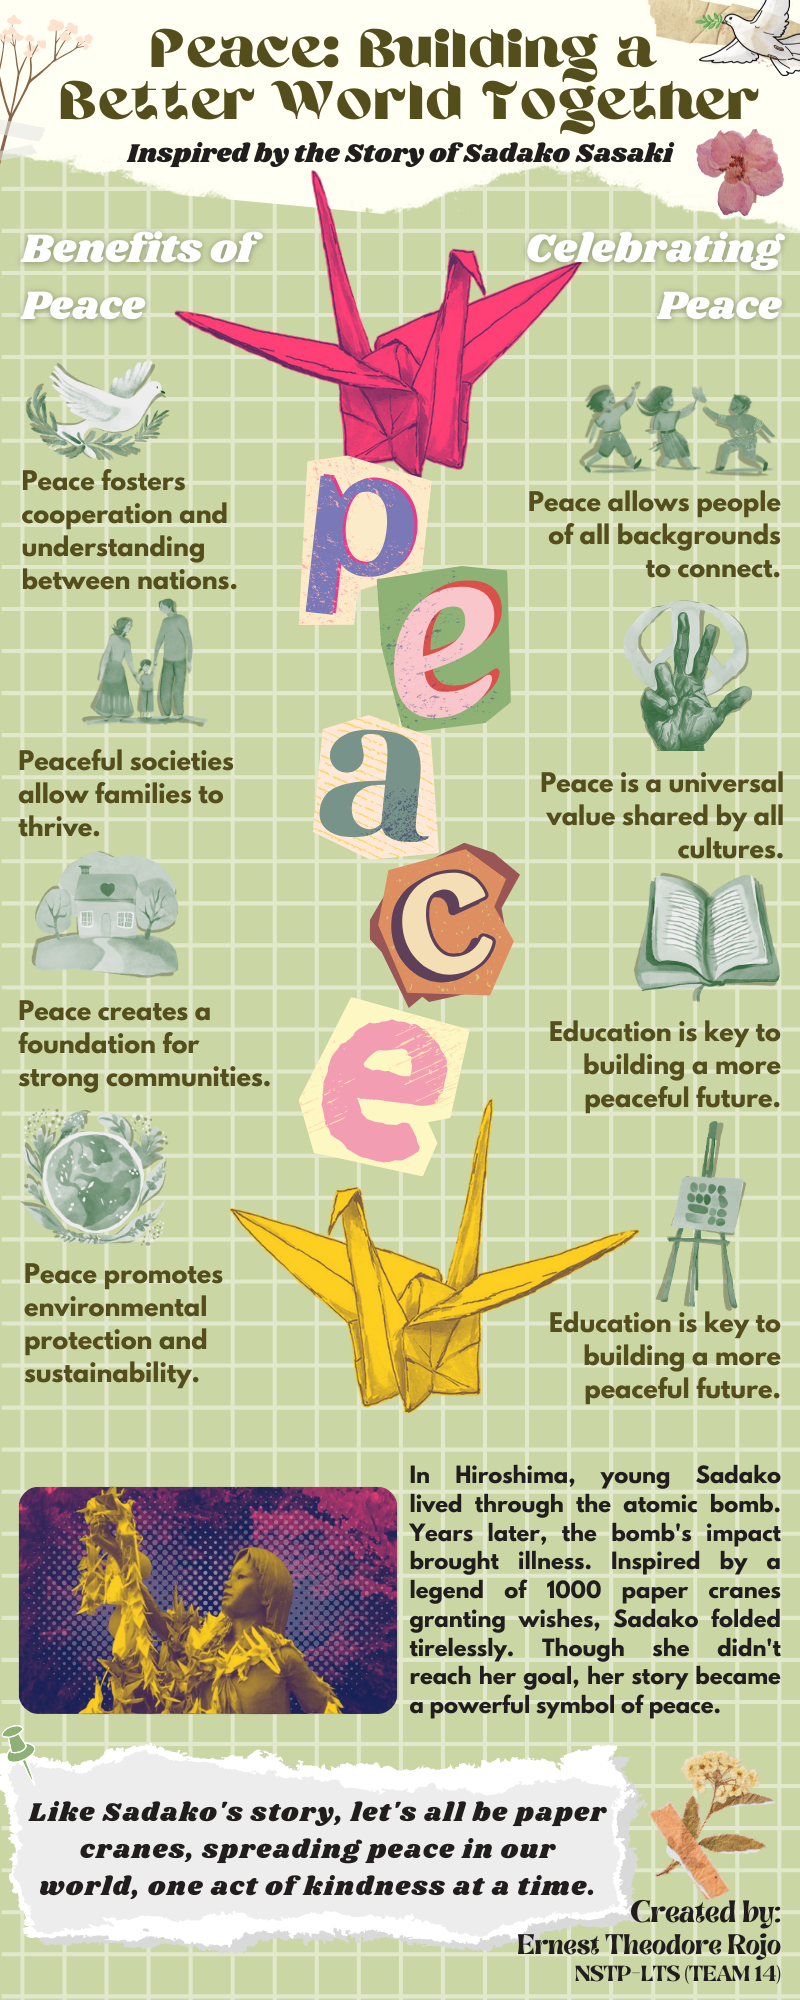 Peace: Building a
Better World Together
Inspired by the Story of Sadako Sasaki
Benefits of
Peace
Peace fosters
cooperation and
understanding
between nations.
Peaceful societies
allow families to
thrive.
Peace creates a
foundation for
strong communities.
Peace promotes
environmental
protection and
sustainability.
p
e
a
c
e
Celebrating
Peace
Peace allows people
of all backgrounds
to connect.
Peace is a universal
value shared by all
cultures.
Education is key to
building a more
peaceful future.
Education is key to
building a more
peaceful future.
In Hiroshima, young Sadako
lived through the atomic bomb.
Years later, the bomb's impact
brought illness. Inspired by a
legend of 1000 paper cranes
granting wishes, Sadako folded
tirelessly. Though she didn't
reach her goal, her story became
a powerful symbol of peace.
Like Sadako's story, let's all be paper
cranes, spreading peace in our
world, one act of kindness at a time.
Created by:
Ernest Theodore Rojo
NSTP-LTS (TEAM 14)